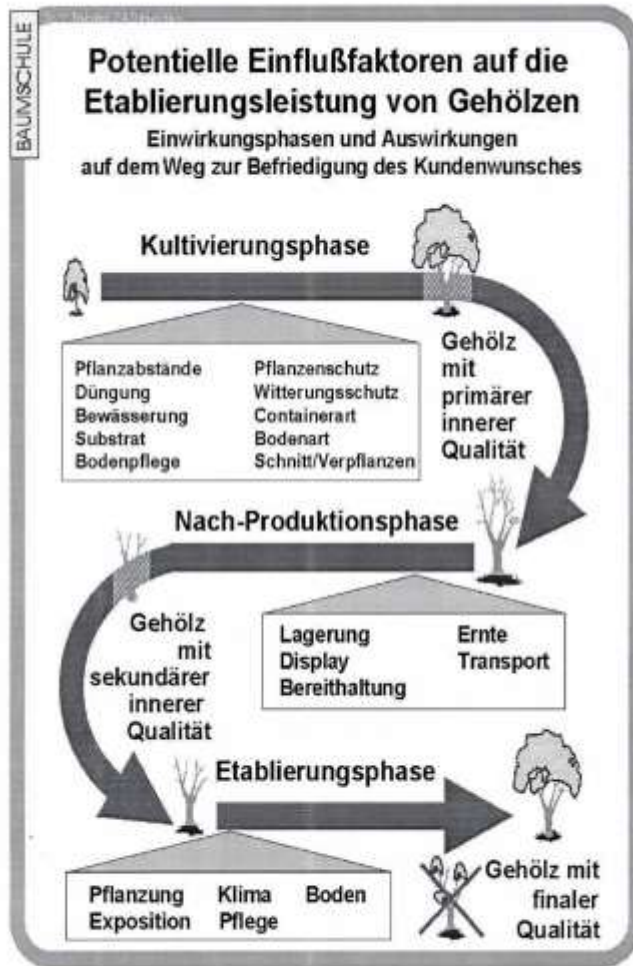 BAUMSCHULE
Potentielle Einflußfaktoren auf die
Etablierungsleistung von Gehölzen
Einwirkungsphasen und Auswirkungen
auf dem Weg zur Befriedigung des Kundenwunsches
Kultivierungsphase
Pflanzabstände
Düngung
Bewässerung
Substrat
Bodenpflege
Pflanzenschutz
Witterungsschutz
Containerart
Bodenart
Schnitt/Verpflanzen
Gehölz
mit
primärer
innerer
Qualität
Nach-Produktionsphase
Lagerung
Display
Bereithaltung
Ernte
Transport
Gehölz
mit
sekundärer
innerer
Qualität
Etablierungsphase
Pflanzung Klima Boden
Exposition Pflege
Gehölz mit
finaler
Qualität